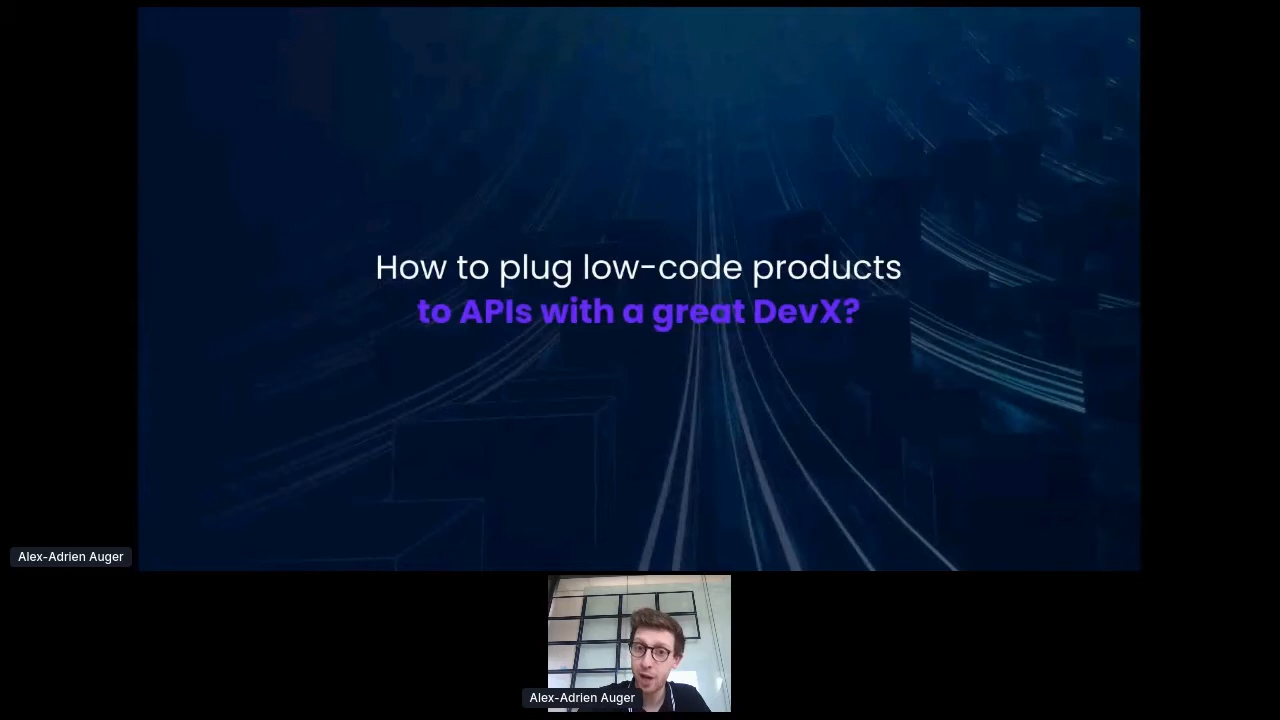 How to plug low-code products
to APIs with a great DevX?
Alex-Adrien Auger
Alex-Adrien Auger